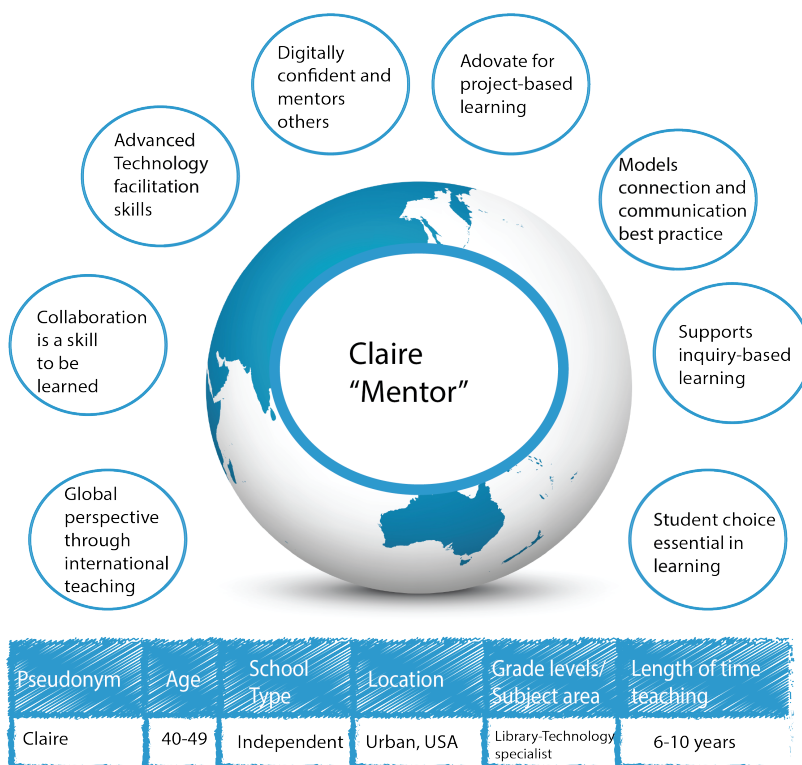 Digitally
confident and
mentors
others
Adovate for
project-based
learning
Advanced
Technology
facilitation
skills
Models
connection and
communication
best practice
Collaboration
is a skill
to be
learned
Supports
inquiry-based
learning
Claire
“Mentor”
Global
perspective
through
international
teaching
Student choice
essential in
learning
Pseudonym
Age
School
Type
Location
Grade levels/
Subject area
Length of time
teaching
Claire
40-49
Independent
Urban, USA
Library-Technology
specialist
6-10 years